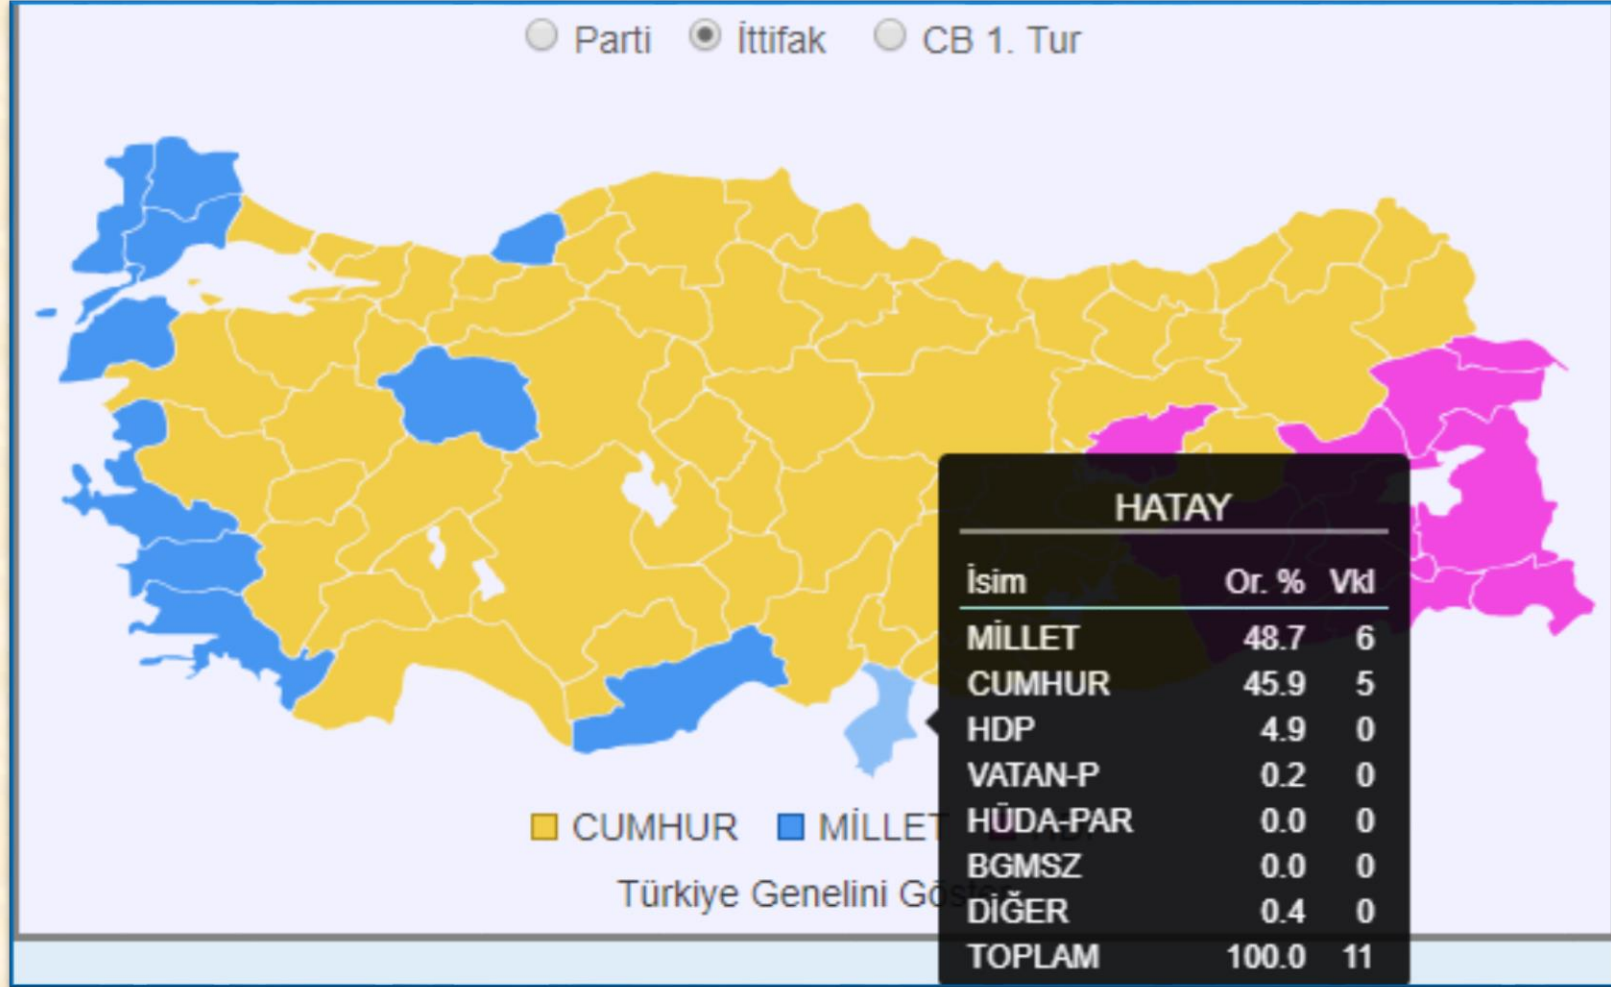 Parti İttifak CB 1. Tur
HATAY
İsim Or. % Vkl
MİLLET 48.7 6
CUMHUR 45.9 5
HDP 4.9 0
VATAN-P 0.2 0
HÜDA-PAR 0.0 0
BGMSZ 0.0 0
DİĞER 0.4 0
TOPLAM 100.0 11
CUMHUR MİLLET
Türkiye Genelini Göster